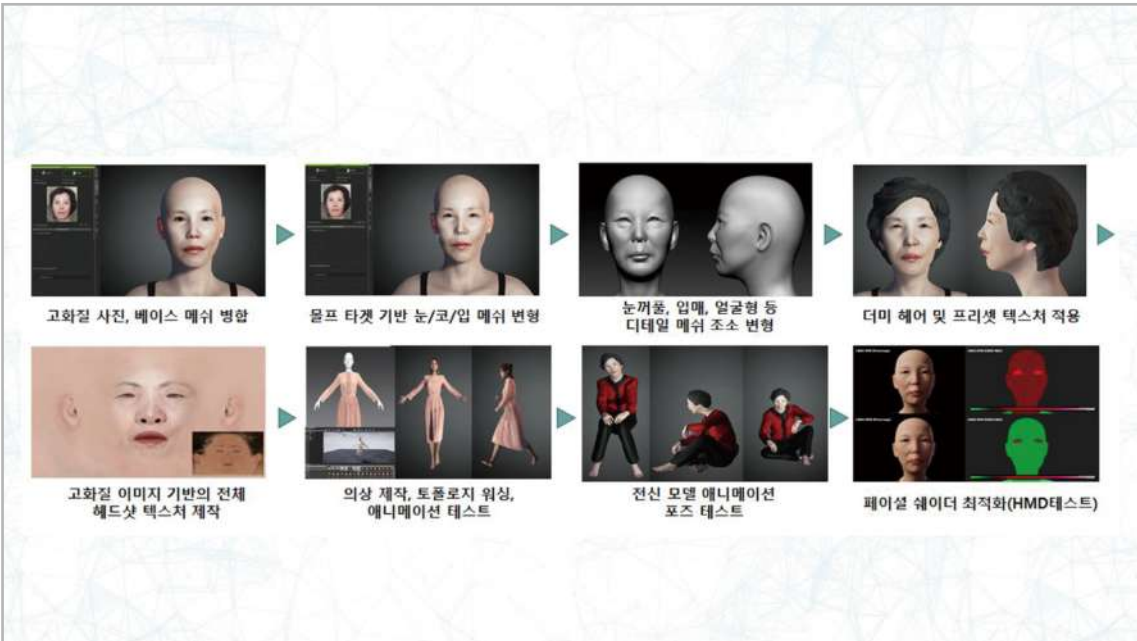 고화질 사진, 베이스 메쉬 병합
몰프 타겟 기반 눈/코/입 메쉬 변형
눈꺼풀, 입매, 얼굴형 등
디테일 메쉬 조소 변형
더미 헤어 및 프리셋 텍스처 적용
고화질 이미지 기반의 전체
헤드샷 텍스처 제작
의상 제작, 토폴로지 워싱,
애니메이션 테스트
전신 모델 애니메이션
포즈 테스트
페이셜 쉐이더 최적화(HMD테스트)